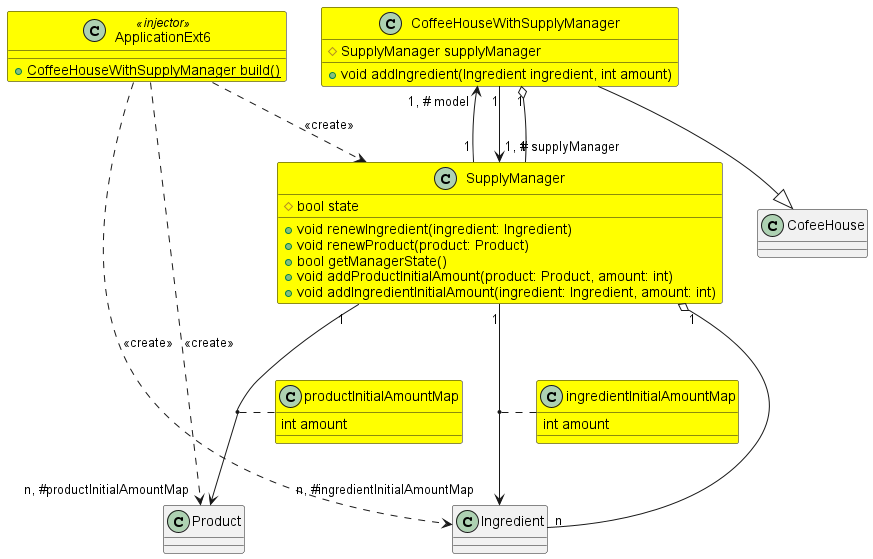 «injector»
C ApplicationExt6
CoffeeHouseWithSupplyManager build()
C CoffeeHouseWithSupplyManager
SupplyManager supplyManager
void addIngredient(Ingredient ingredient, int amount)
1, # model
1
1
1
1, # supplyManager
«create»
C SupplyManager
bool state
void renewIngredient(ingredient: Ingredient)
void renewProduct(product: Product)
bool getManagerState()
void addProductInitialAmount(product: Product, amount: int)
void addIngredientInitialAmount(ingredient: Ingredient, amount: int)
C CofeeHouse
1
1
1
«create»
«create»
C productInitialAmountMap
int amount
C ingredientInitialAmountMap
int amount
n, #productInitialAmountMap
n, #ingredientInitialAmountMap
C Product
C Ingredient
n